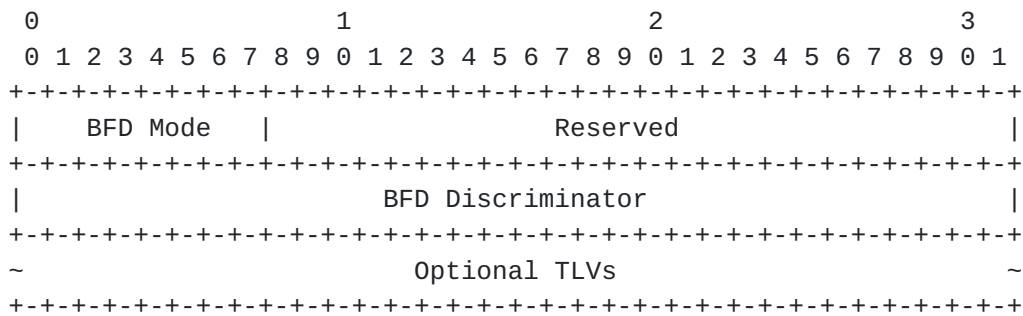 0                   1                   2                   3
0 1 2 3 4 5 6 7 8 9 0 1 2 3 4 5 6 7 8 9 0 1 2 3 4 5 6 7 8 9 0 1
+-+-+-+-+-+-+-+-+-+-+-+-+-+-+-+-+-+-+-+-+-+-+-+-+-+-+-+-+-+-+-+-+
|    BFD Mode   |                  Reserved                     |
+-+-+-+-+-+-+-+-+-+-+-+-+-+-+-+-+-+-+-+-+-+-+-+-+-+-+-+-+-+-+-+-+
|                       BFD Discriminator                       |
+-+-+-+-+-+-+-+-+-+-+-+-+-+-+-+-+-+-+-+-+-+-+-+-+-+-+-+-+-+-+-+-+
~                         Optional TLVs                         ~
+-+-+-+-+-+-+-+-+-+-+-+-+-+-+-+-+-+-+-+-+-+-+-+-+-+-+-+-+-+-+-+-+